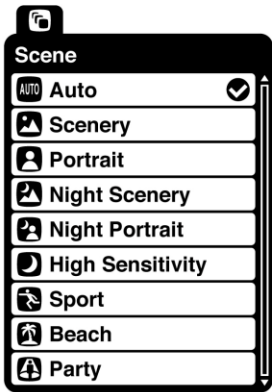 Scene
AUTO Auto
Scenery
Portrait
Night Scenery
Night Portrait
High Sensitivity
Sport
Beach
Party